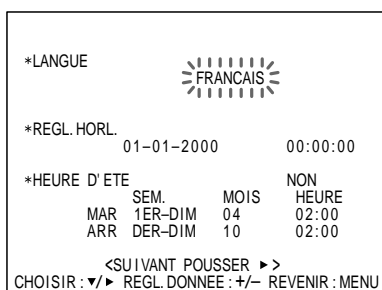 *LANGUE
FRANCAIS
*REGL. HORL.
01–01–2000 00:00:00
*HEURE D'ETE NON
SEM. MOIS HEURE
MAR 1ER–DIM 04 02:00
ARR DER–DIM 10 02:00
<SUIVANT POUSSER ►>
CHOISIR : ▼/► REGL. DONNEE : +/– REVENIR : MENU